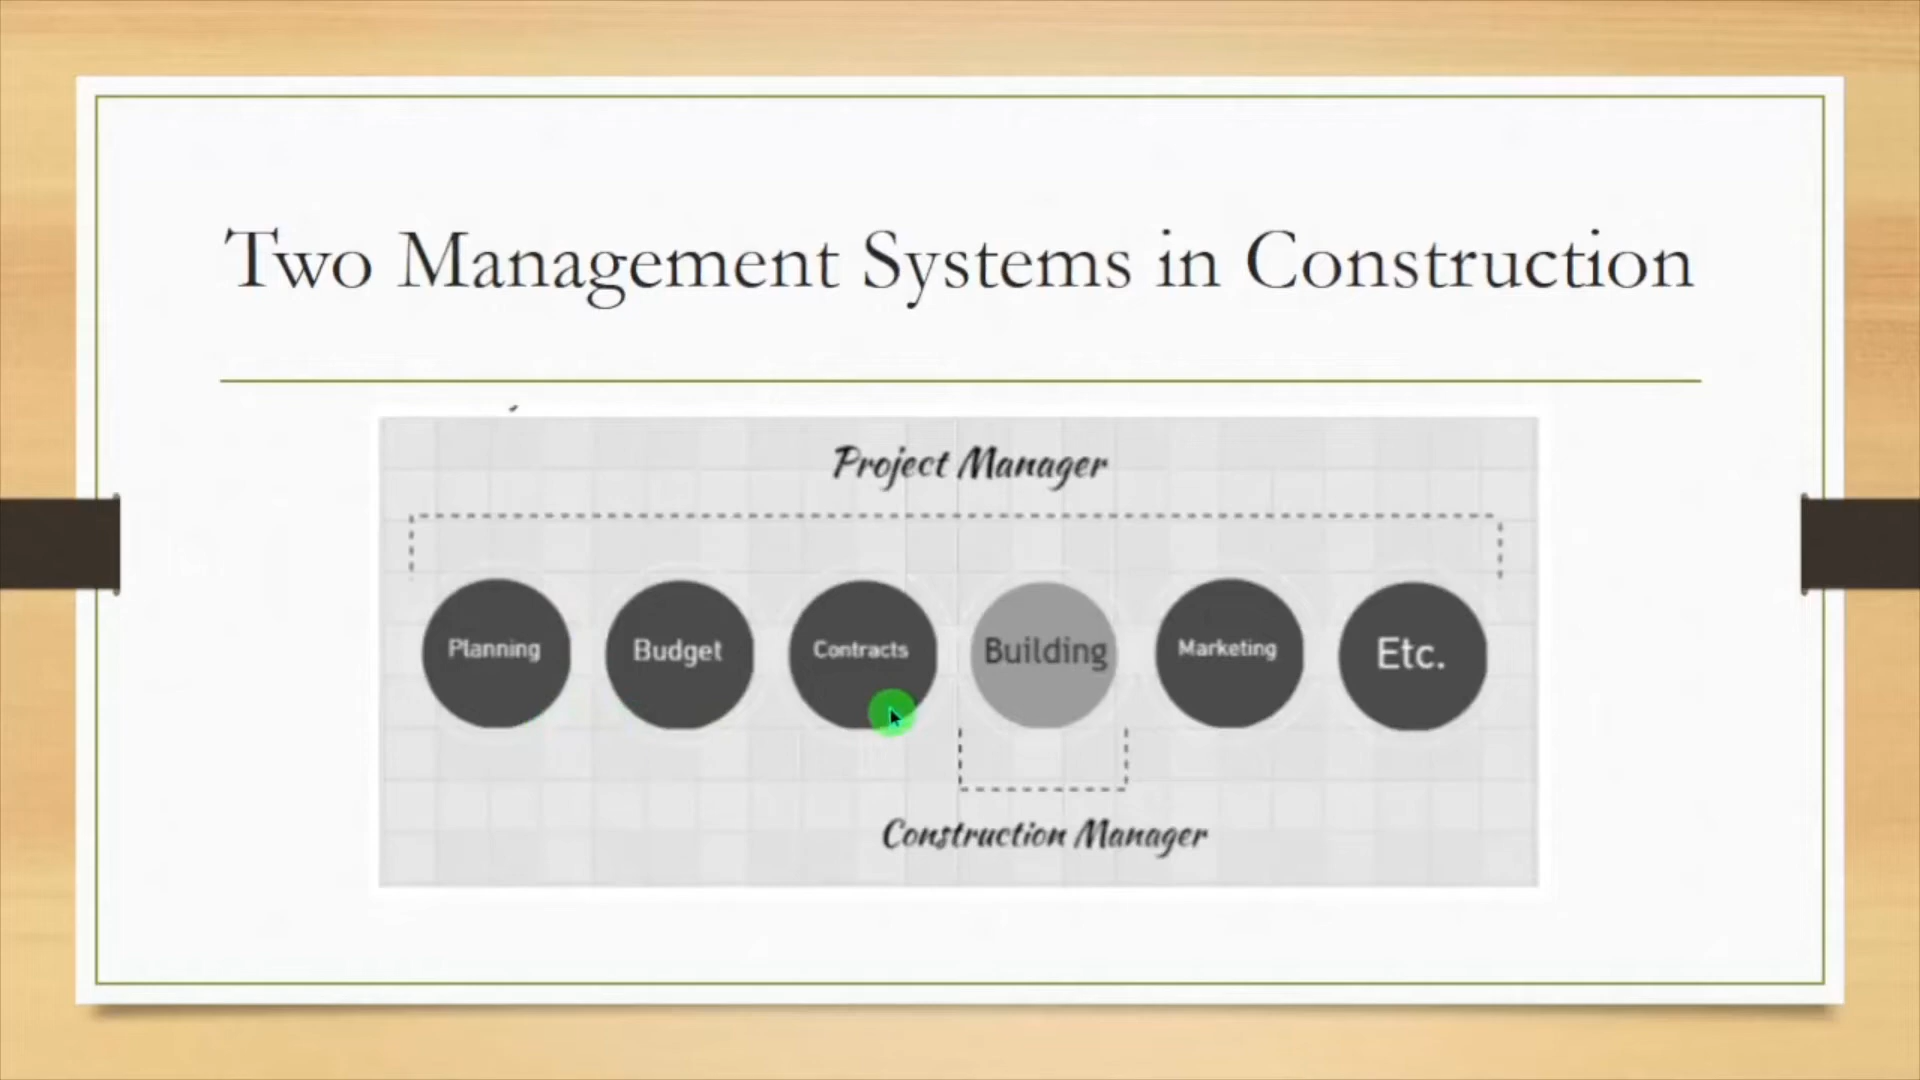 Two Management Systems in Construction
Project Manager
Planning
Budget
Contracts
Building
Marketing
Etc.
Construction Manager